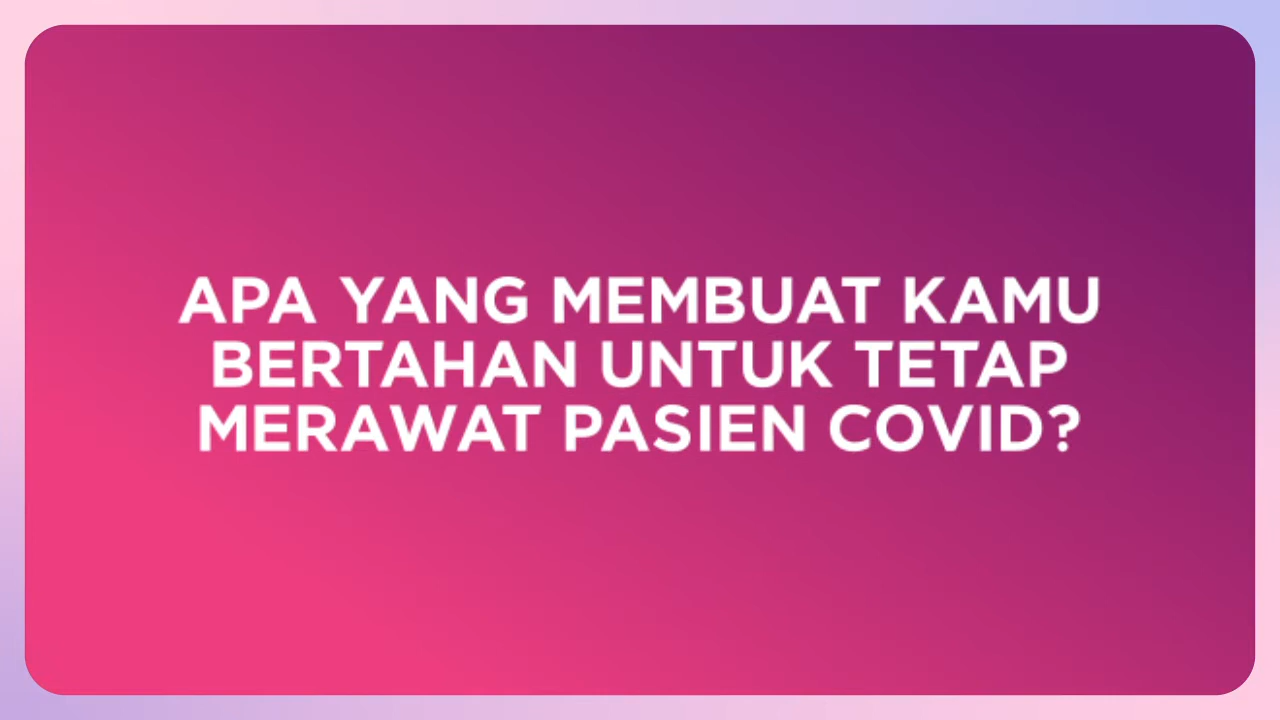 APA YANG MEMBUAT KAMU
BERTAHAN UNTUK TETAP
MERAWAT PASIEN COVID?